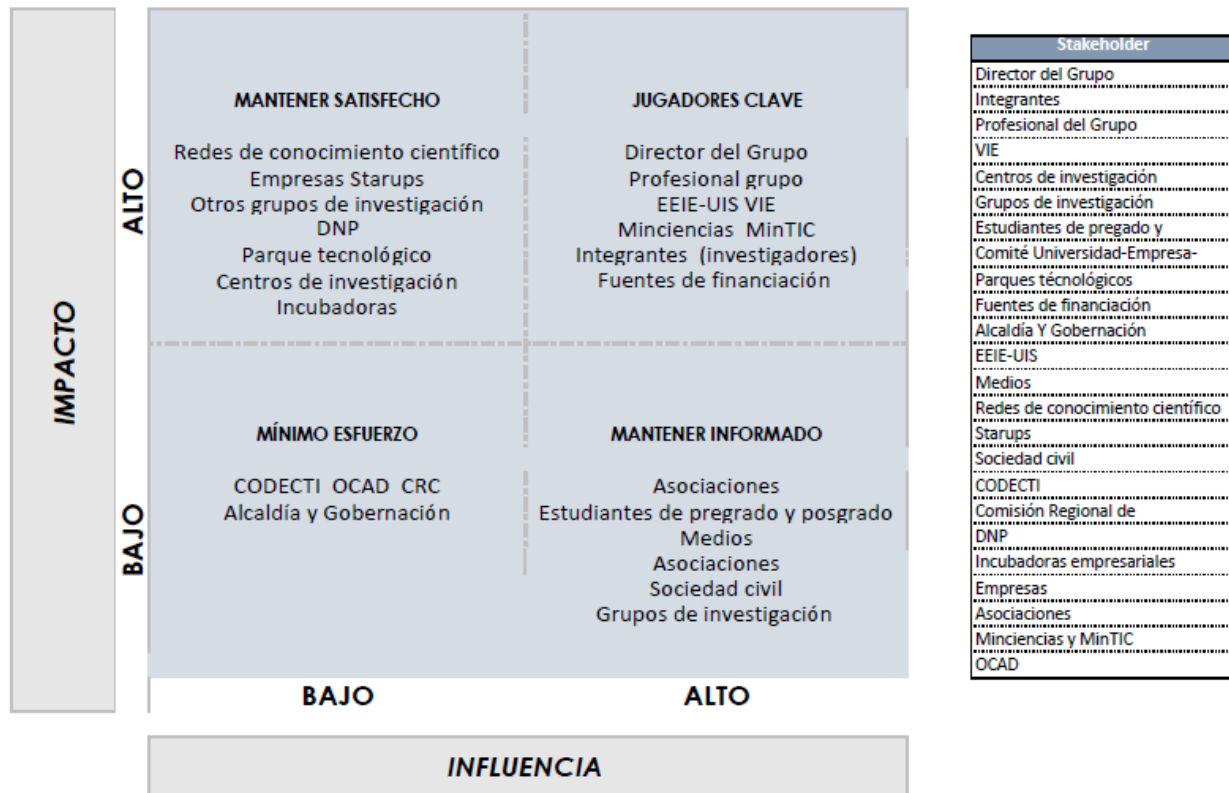 MANTENER SATISFECHO
Redes de conocimiento científico
Empresas Starups
Otros grupos de investigación
DNP
Parque tecnológico
Centros de investigación
Incubadoras
JUGADORES CLAVE
Director del Grupo
Profesional grupo
EEIE-UIS VIE
Minciencias MinTIC
Integrantes (investigadores)
Fuentes de financiación
ALTO
IMPACTO
BAJO
MÍNIMO ESFUERZO
CODECTI OCAD CRC
Alcaldía y Gobernación
MANTENER INFORMADO
Asociaciones
Estudiantes de pregrado y posgrado
Medios
Asociaciones
Sociedad civil
Grupos de investigación
BAJO
ALTO
INFLUENCIA
Stakeholder
Director del Grupo
Integrantes
Profesional del Grupo
VIE
Centros de investigación
Grupos de investigación
Estudiantes de pregado y
Comité Universidad-Empresa-
Parques técnológicos
Fuentes de financiación
Alcaldía Y Gobernación
EEIE-UIS
Medios
Redes de conocimiento científico
Starups
Sociedad civil
CODECTI
Comisión Regional de
DNP
Incubadoras empresariales
Empresas
Asociaciones
Minciencias y MinTIC
OCAD